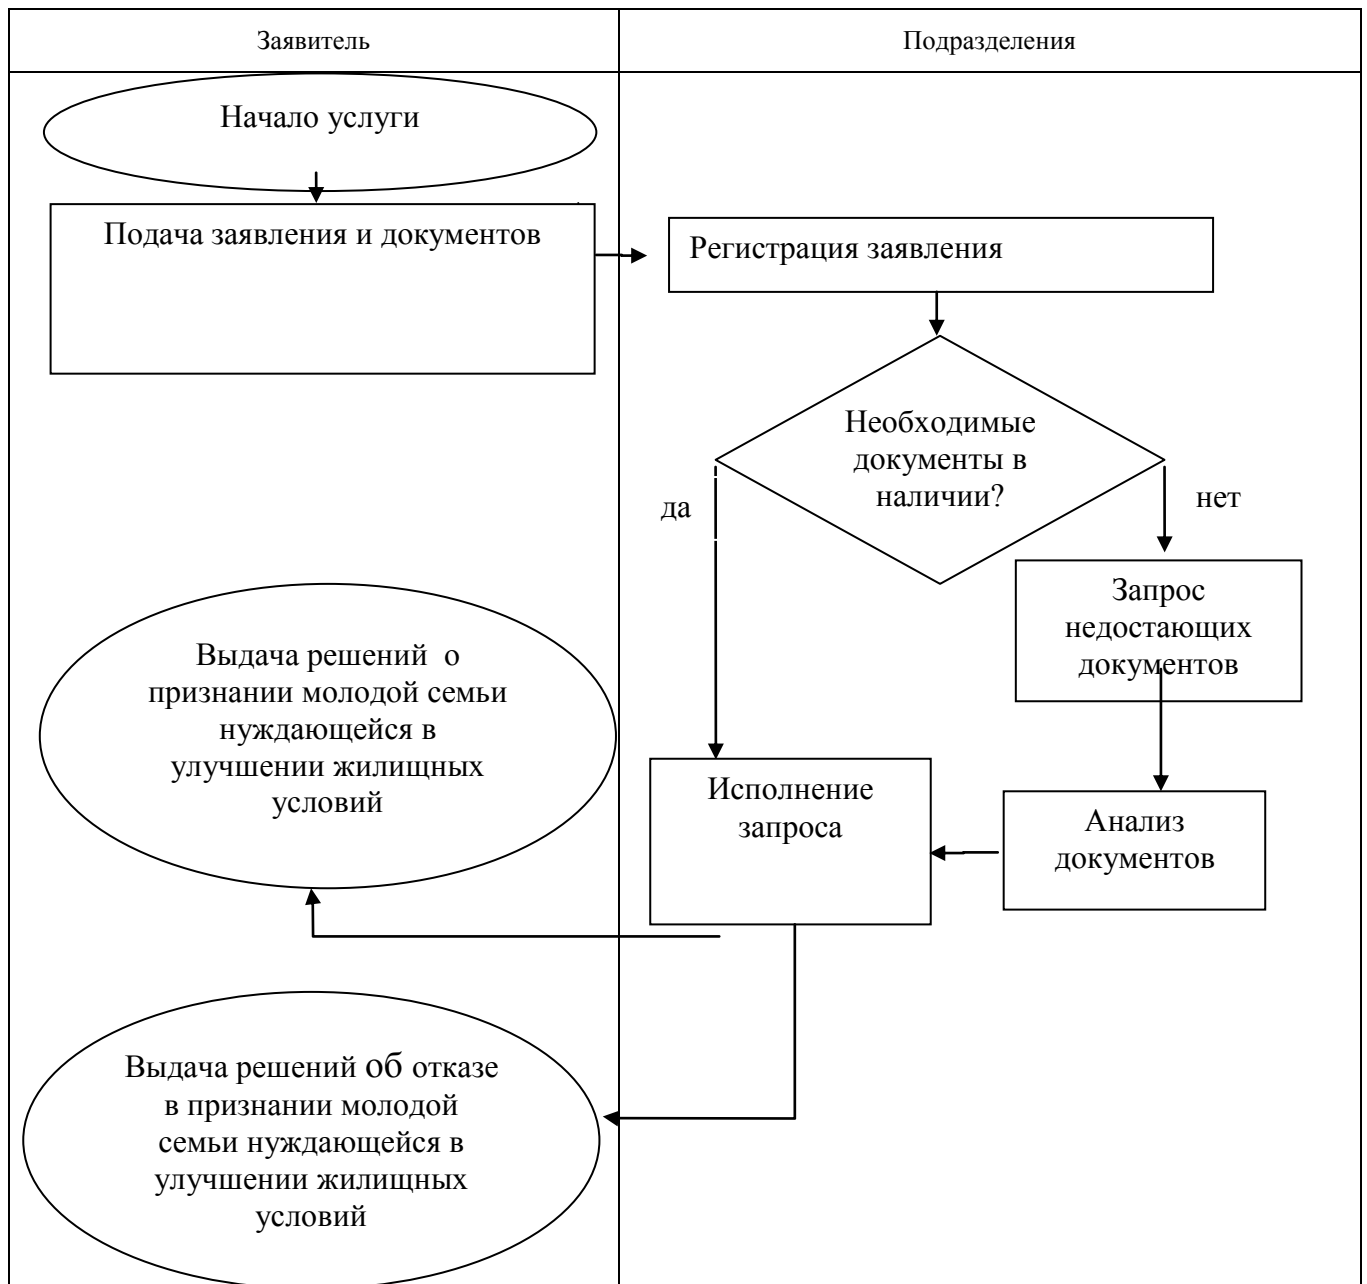 Заявитель
Подразделения
Начало услуги
Подача заявления и документов
Регистрация заявления
Необходимые
документы в
наличии?
да
нет
Запрос
недостающих
документов
Выдача решений о
признании молодой семьи
нуждающейся в
улучшении жилищных
условий
Исполнение
запроса
Анализ
документов
Выдача решений об отказе
в признании молодой
семьи нуждающейся в
улучшении жилищных
условий